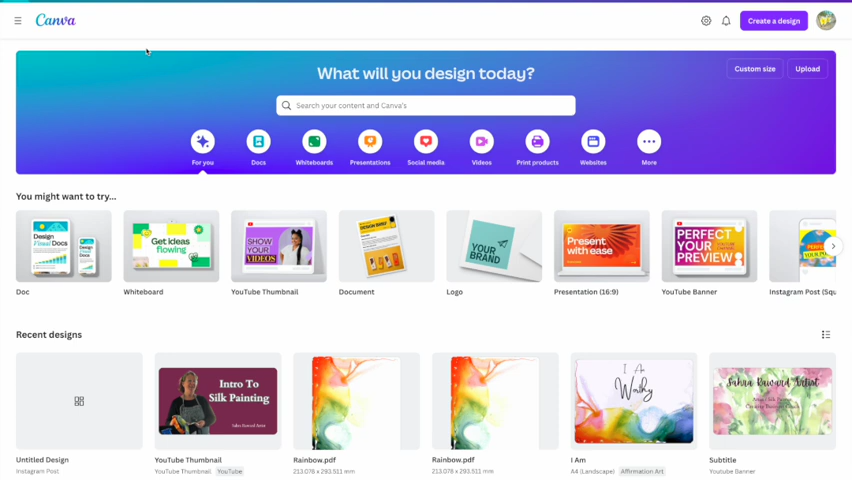 Canva
Create a design
What will you design today?
Custom size
Upload
Search your content and Canva's
For you
Docs
Whiteboards
Presentations
Social media
Videos
Print products
Websites
More
You might want to try...
Design
Visual Docs
Get ideas
flowing
SHOW
YOUR
VIDEOS
DESIGN BRIEF
YOUR
BRAND
Present
with ease
PERFECT
YOUR
PREVIEW
Doc
Whiteboard
YouTube Thumbnail
Document
Logo
Presentation (16:9)
YouTube Banner
Instagram Post (Squ
Recent designs
Intro To
Silk Painting
I Am
Worthy
Untitled Design
Instagram Post
YouTube Thumbnail
YouTube Thumbnail
YouTube
Rainbow.pdf
213.078 x 293.511 mm
Rainbow.pdf
213.078 x 293.511 mm
I Am
A4 (Landscape)
Affirmation Art
Subtitle
Youtube Banner